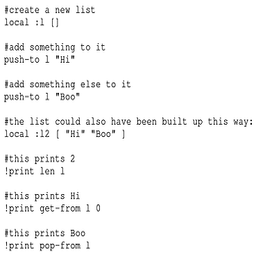 #create a new list
local :l []
#add something to it
push-to l "Hi"
#add something else to it
push-to l "Boo"
#the list could also have been built up this way:
local :l2 [ "Hi" "Boo" ]
#this prints 2
!print len l
#this prints Hi
!print get-from l 0
#this prints Boo
!print pop-from l